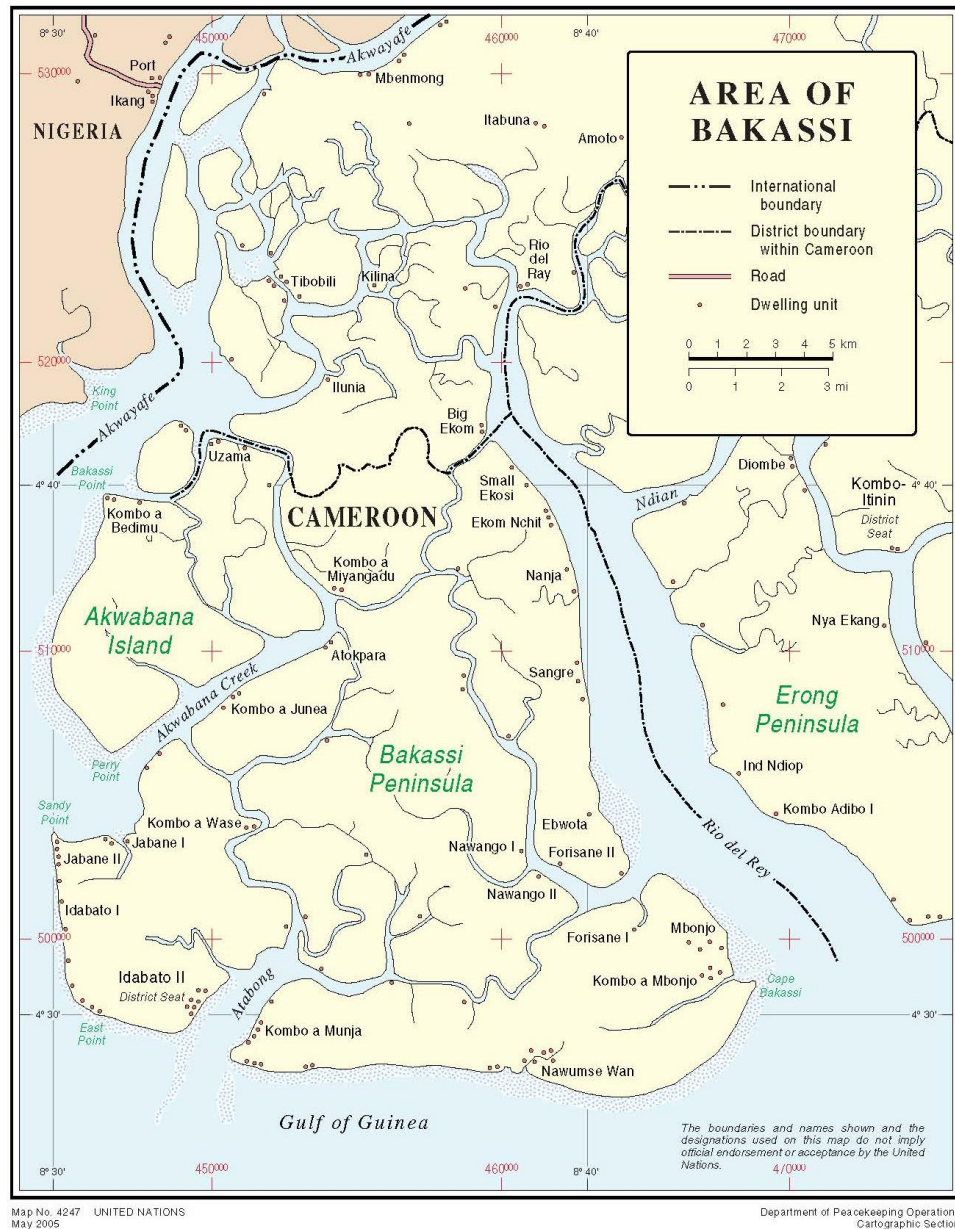 8° 30'
450000
460000
8° 40'
470000
530000
Port
Ikang
NIGERIA
Akwayafe
Mbenmong
Itabuna
Amoto
AREA OF
BAKASSI
International
boundary
District boundary
within Cameroon
Road
Dwelling unit
0 1 2 3 4 5 km
0 1 2 3 mi
Rio
del
Ray
Tibobili
Kilina
520000
King
Point
Akwayafe
Ilunia
Big
Ekom
Uzama
Bakassi
Point
4° 40'
Kombo a
Bedimu
CAMEROON
Small
Ekosi
Ekom Nchit
Ndian
Diombe
Kombo-
Itinin
District
Seat
4° 40'
Kombo a
Miyangadu
Nanja
Akwabana
Island
Nya Ekang
510000
Atokpara
510000
Akwabana Creek
Kombo a Junea
Sangre
Erong
Peninsula
Bakassi
Peninsula
Perry
Point
Ind Ndiop
Sandy
Point
Kombo Adibo I
Kombo a Wase
Ebwota
Rio del Rey
Jabane I
Jabane II
Nawango I
Forisane II
Nawango II
Idabato I
Forisane I
Mbonjo
500000
500000
Idabato II
District Seat
Atabong
Kombo a Mbonjo
Cape
Bakassi
4° 30'
East
Point
Kombo a Munja
4° 30'
Nawumse Wan
Gulf of Guinea
The boundaries and names shown and the
designations used on this map do not imply
official endorsement or acceptance by the United
Nations.
8° 30'
450000
460000
8° 40'
470000
Map No. 4247 UNITED NATIONS
May 2005
Department of Peacekeeping Operation
Cartographic Sectio